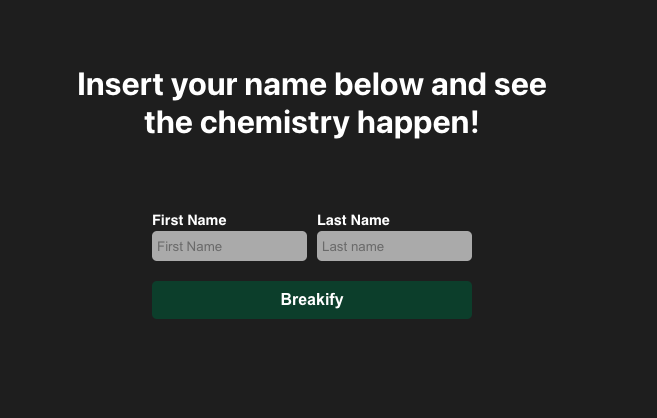 Insert your name below and see
the chemistry happen!
First Name Last Name
First Name Last name
Breakify